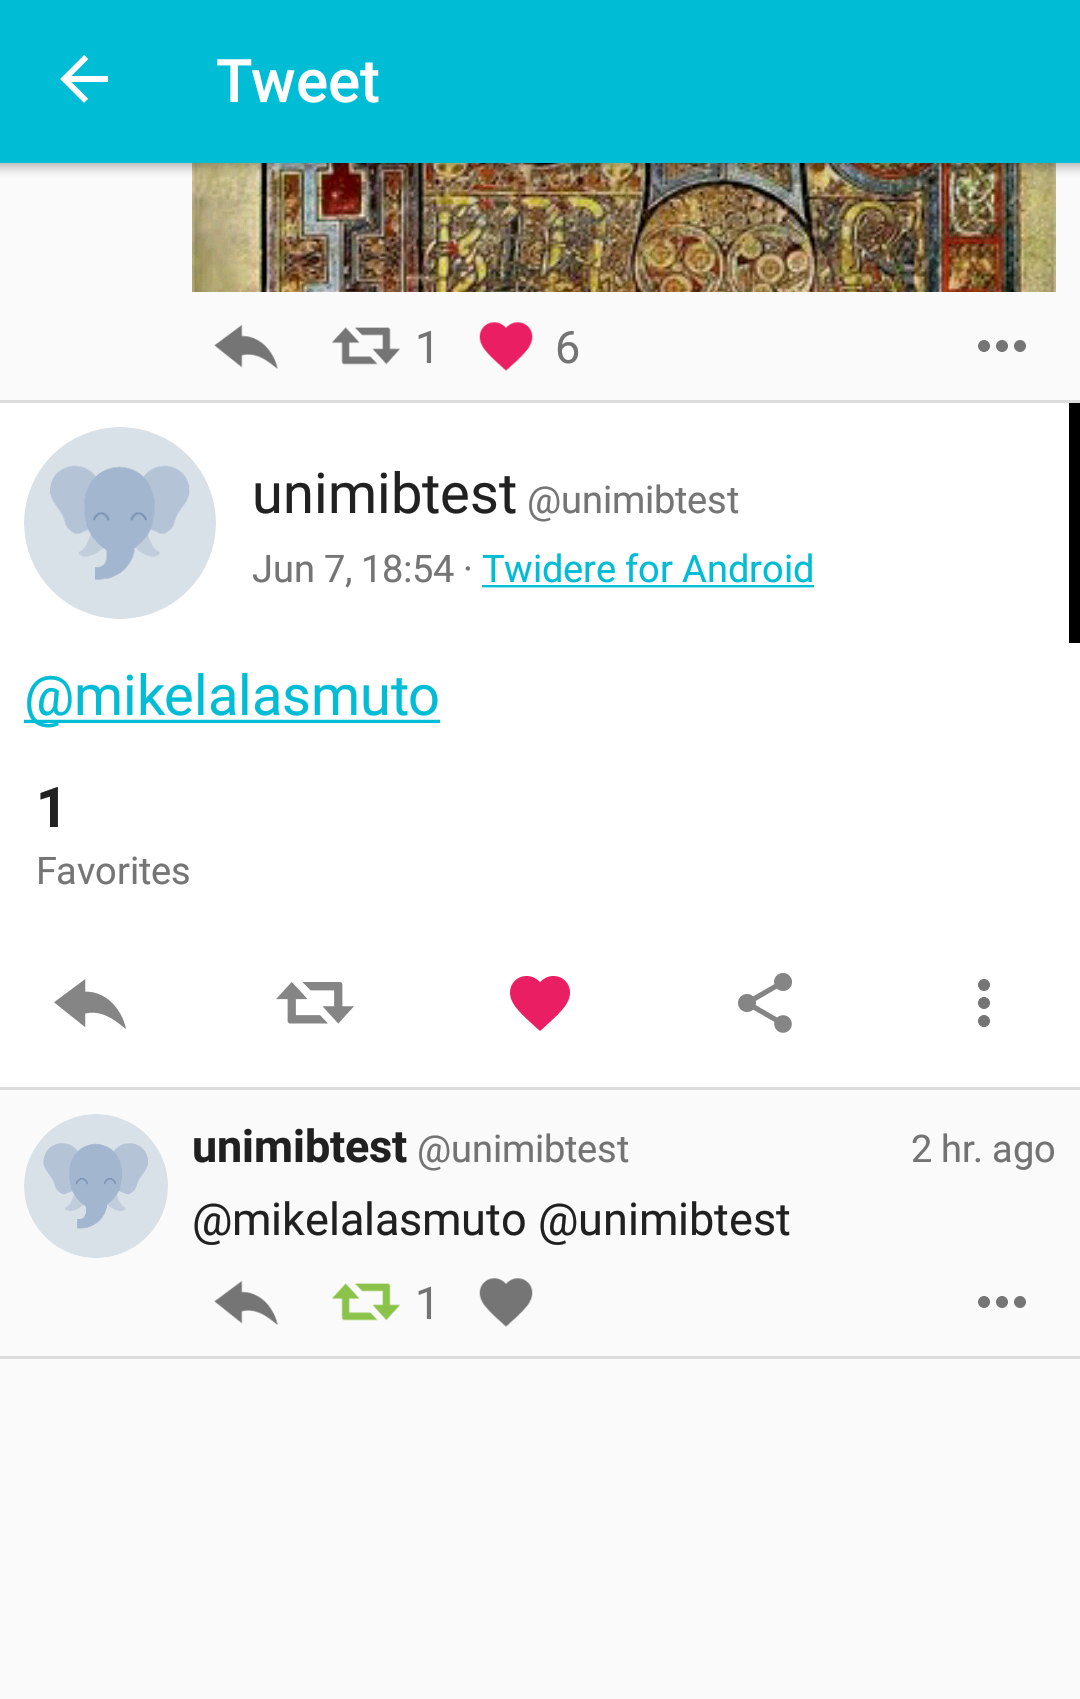 Tweet
1 6
unimibtest @unimibtest
Jun 7, 18:54 · Twidere for Android
@mikelalasmuto
1
Favorites
unimibtest @unimibtest 2 hr. ago
@mikelalasmuto @unimibtest
1